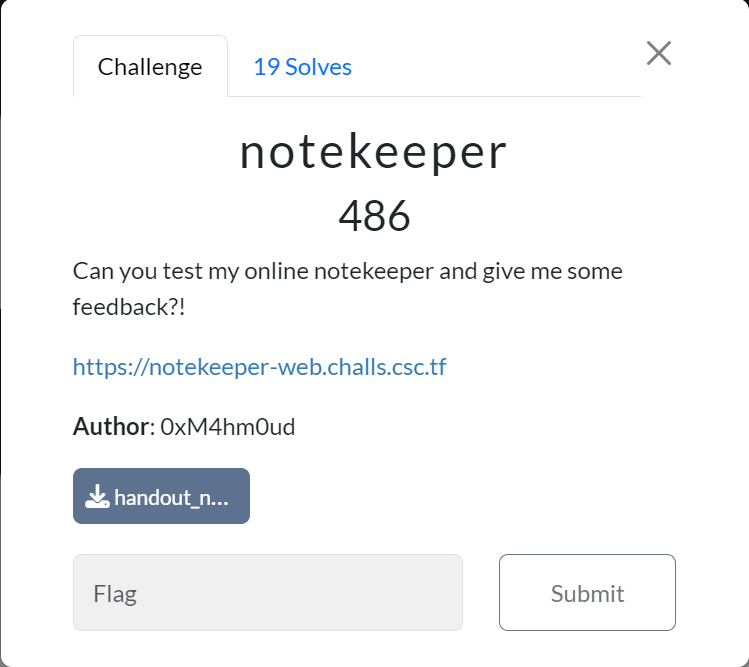 Challenge
19 Solves
notekeeper
486
Can you test my online notekeeper and give me some
feedback?!
https://notekeeper-web.challs.csc.tf
Author: 0xM4hm0ud
handout_n...
Flag
Submit